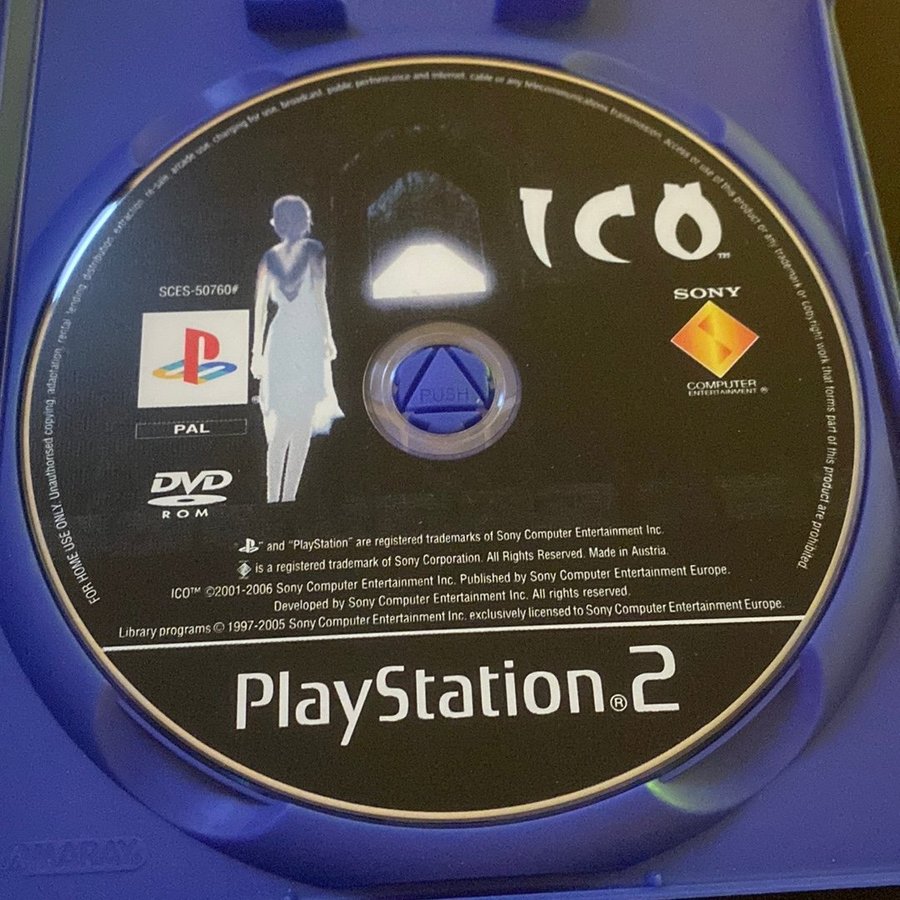 FOR HOME USE ONLY. Unauthorised copying, adaptation, rental, lending, distribution, extraction, re-sale, arcade use, charging for use, broadcast, public performance and internet, cable or any telecommunications transmission, access or use of this product or any trademark or copyright work that forms part of this product are prohibited.
ICO™
SCES-50760#
SONY
COMPUTER
ENTERTAINMENT ®
PUSH
PAL
DVD
ROM
" " and "PlayStation" are registered trademarks of Sony Computer Entertainment Inc.
is a registered trademark of Sony Corporation. All Rights Reserved. Made in Austria.
ICO™ ©2001-2006 Sony Computer Entertainment Inc. Published by Sony Computer Entertainment Europe.
Developed by Sony Computer Entertainment Inc. All rights reserved.
Library programs © 1997-2005 Sony Computer Entertainment Inc. exclusively licensed to Sony Computer Entertainment Europe.
PlayStation®2
AMARAY